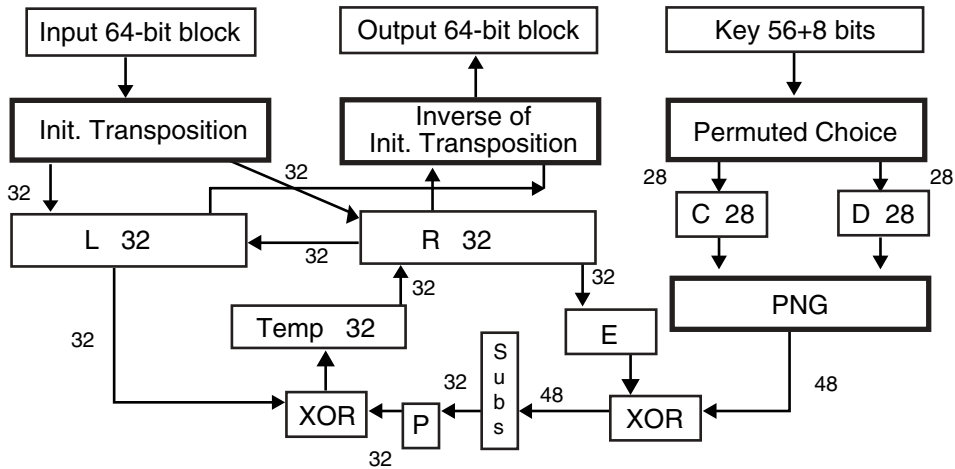 Input 64-bit block
Output 64-bit block
Key 56+8 bits
Init. Transposition
Inverse of
Init. Transposition
Permuted Choice
32
32
28
28
L 32
R 32
C 28
D 28
32
32
32
Temp 32
E
PNG
32
48
XOR
32
P
32
Subs
48
XOR